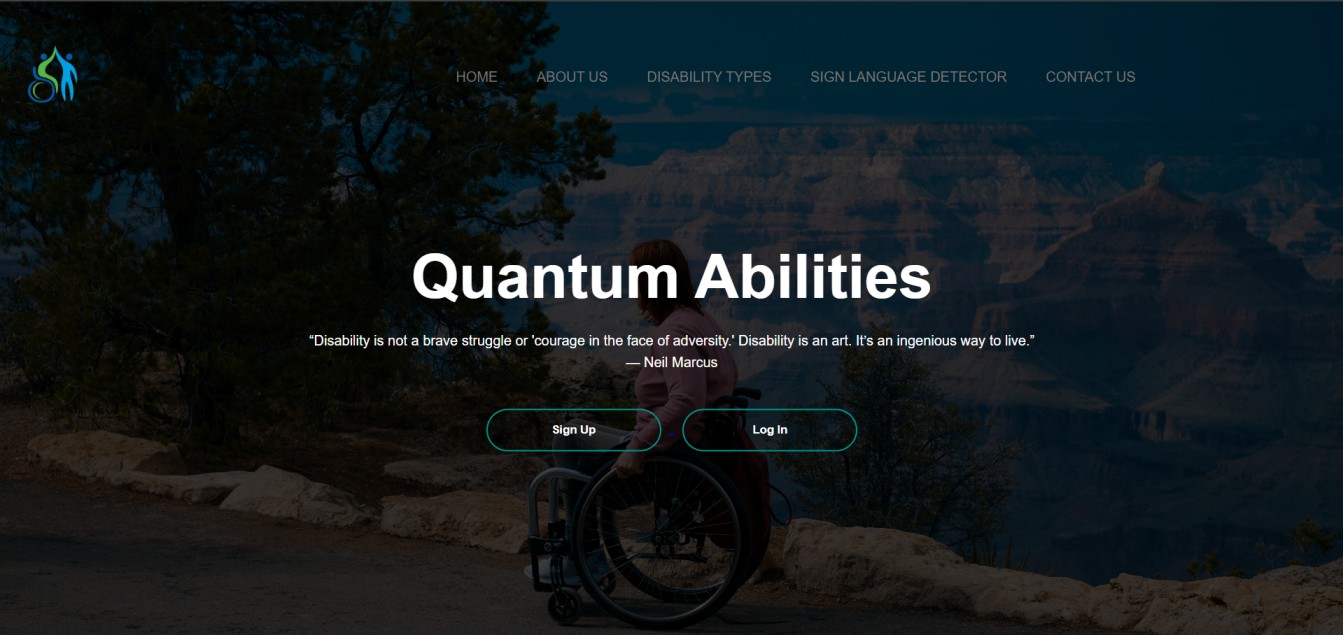 HOME ABOUT US DISABILITY TYPES SIGN LANGUAGE DETECTOR CONTACT US
Quantum Abilities
“Disability is not a brave struggle or 'courage in the face of adversity.' Disability is an art. It’s an ingenious way to live.”
— Neil Marcus
Sign Up Log In